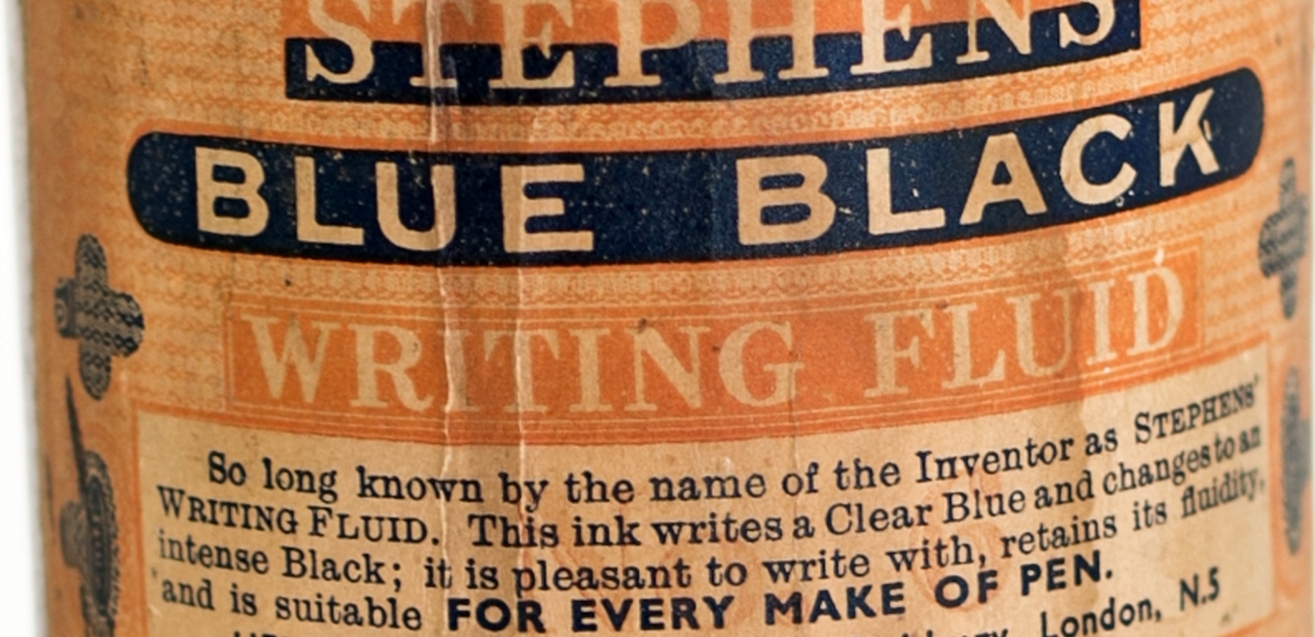 STEPHENS
BLUE BLACK
WRITING FLUID
So long known by the name of the Inventor as STEPHENS'
WRITING FLUID. This ink writes a Clear Blue and changes to an
intense Black; it is pleasant to write with, retains its fluidity,
and is suitable FOR EVERY MAKE OF PEN.
London, N.5